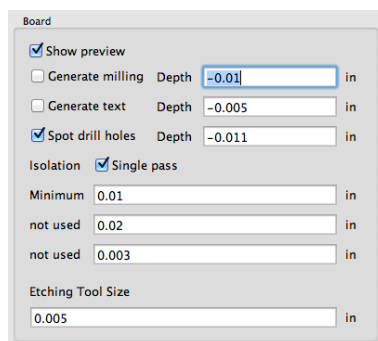 Board
Show preview
Generate milling Depth -0.01 in
Generate text Depth -0.005 in
Spot drill holes Depth -0.011 in
Isolation Single pass
Minimum 0.01 in
not used 0.02 in
not used 0.003 in
Etching Tool Size
0.005 in